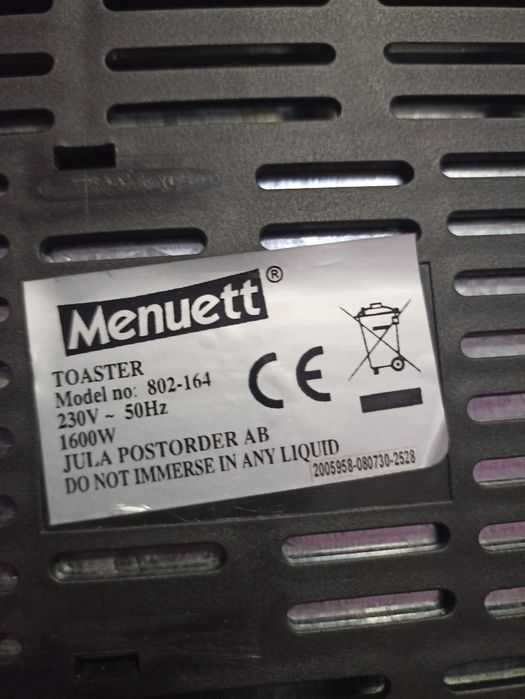 Menuett®
TOASTER
Model no: 802-164
230V ~ 50Hz
1600W
JULA POSTORDER AB
DO NOT IMMERSE IN ANY LIQUID
2005958-080730-2528
CE